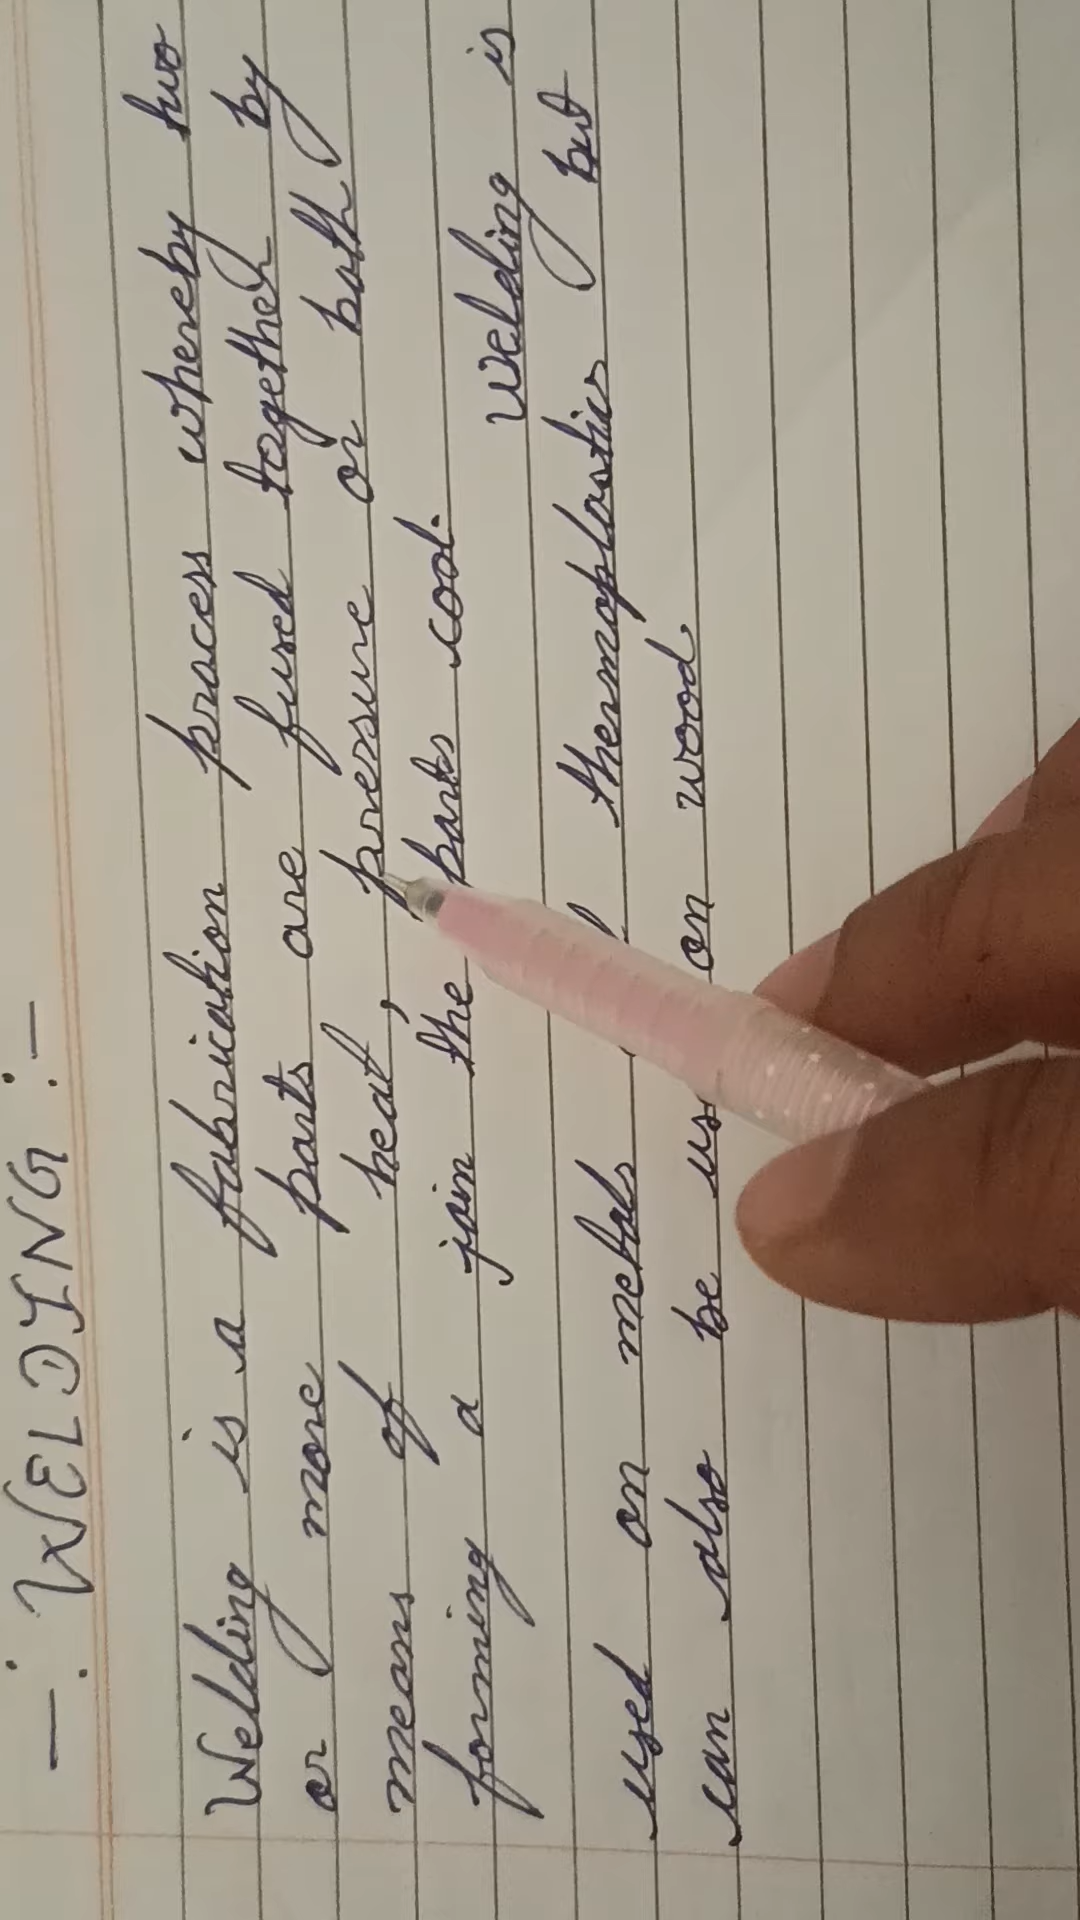 -: WELDING :-
Welding is a fabrication process whereby two
or more parts are fused together by
means of heat, pressure or both
forming a join the parts cool.
Welding is
used on metals thermoplastics but
can also be on wood.